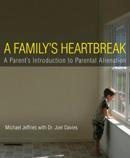 A FAMILY'S HEARTBREAK
A Parent's Introduction to Parental Alienation
Michael Jeffries with Dr. Joel Davies